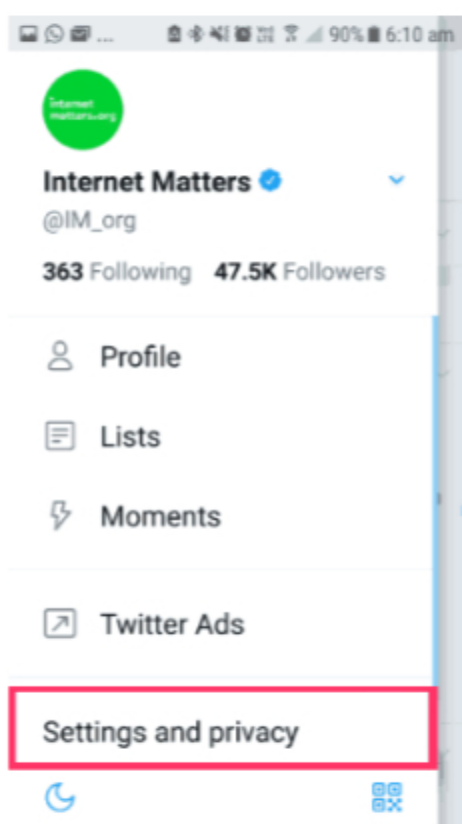 ... 90% 6:10 am
internet
matters.org
Internet Matters
@IM_org
363 Following 47.5K Followers
Profile
Lists
Moments
Twitter Ads
Settings and privacy